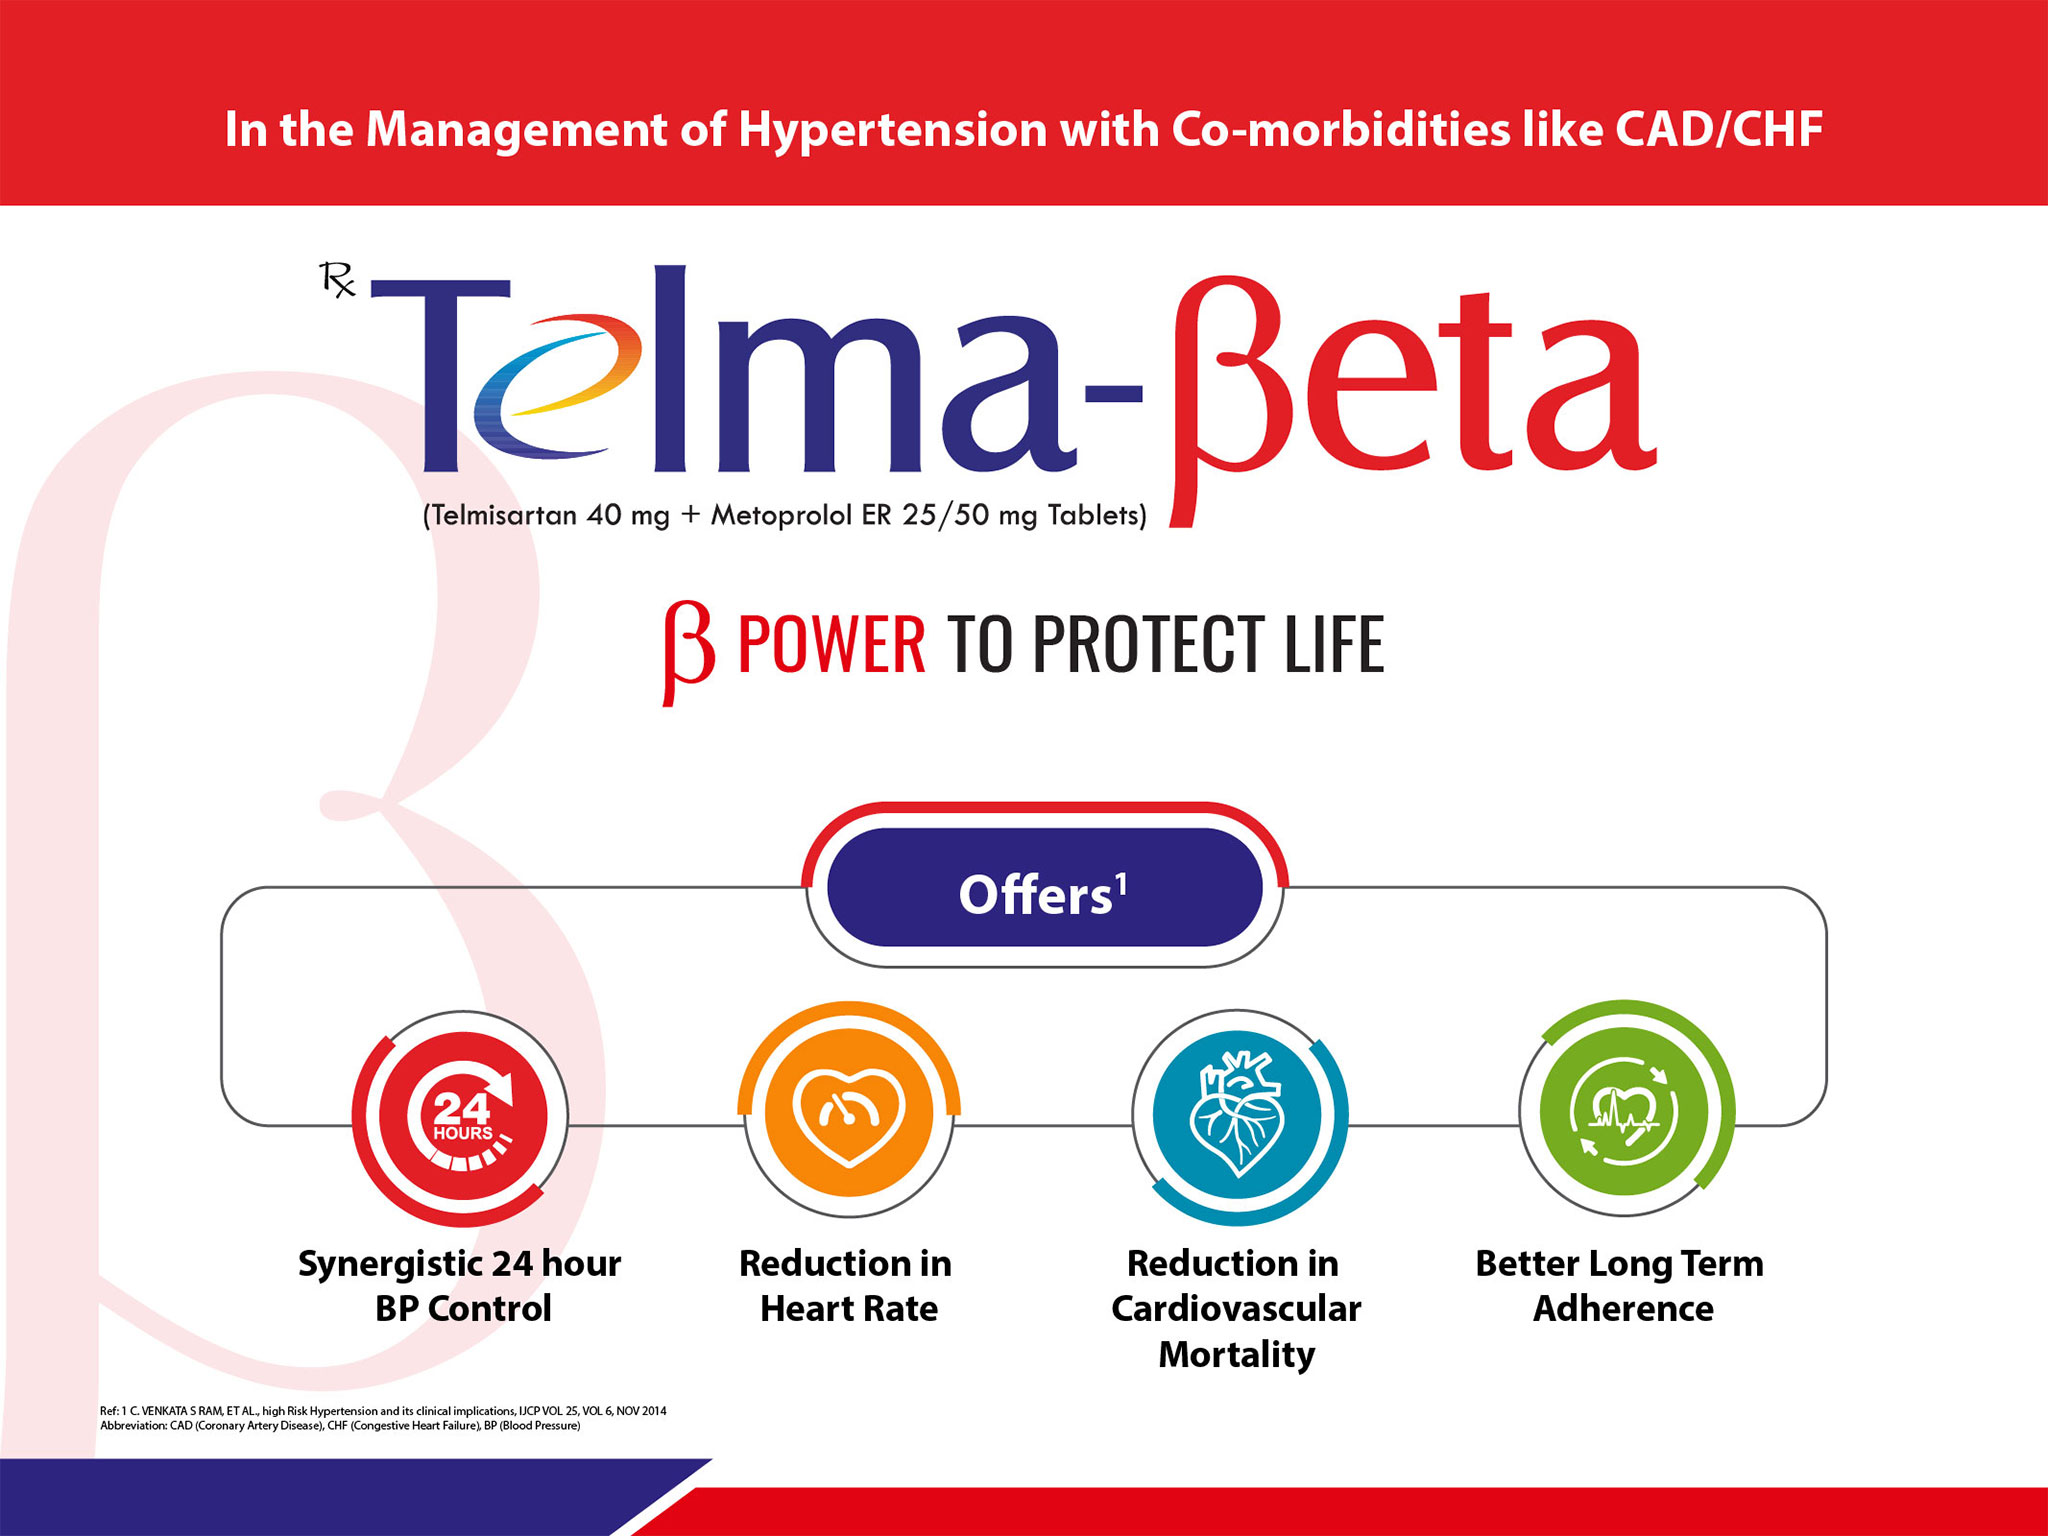 In the Management of Hypertension with Co-morbidities like CAD/CHF
Rx Telma-βeta
(Telmisartan 40 mg + Metoprolol ER 25/50 mg Tablets)
β POWER TO PROTECT LIFE
Offers¹
24
HOURS
Synergistic 24 hour
BP Control
Reduction in
Heart Rate
Reduction in
Cardiovascular
Mortality
Better Long Term
Adherence
Ref: 1 C. VENKATA S RAM, ET AL., high Risk Hypertension and its clinical implications, IJCP VOL 25, VOL 6, NOV 2014
Abbreviation: CAD (Coronary Artery Disease), CHF (Congestive Heart Failure), BP (Blood Pressure)